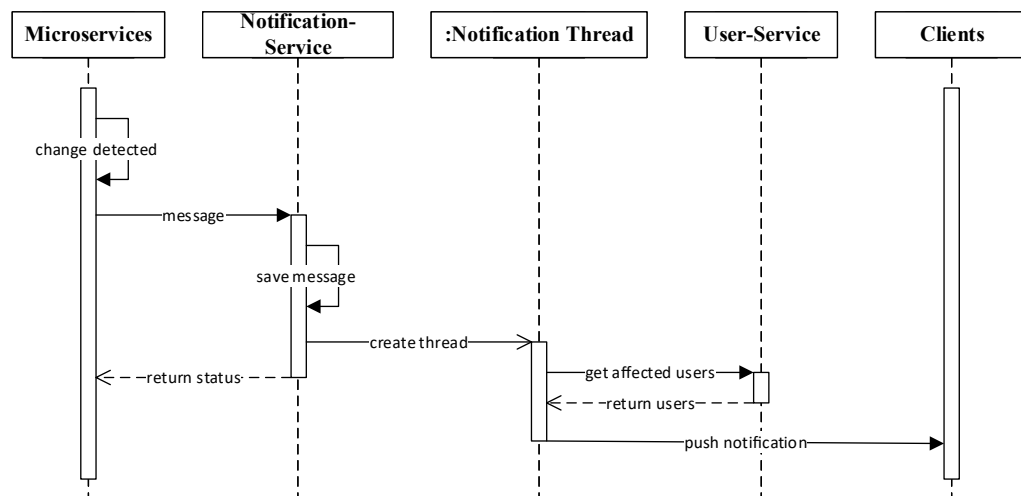 Microservices
Notification-
Service
:Notification Thread
User-Service
Clients
change detected
message
save message
create thread
return status
get affected users
return users
push notification